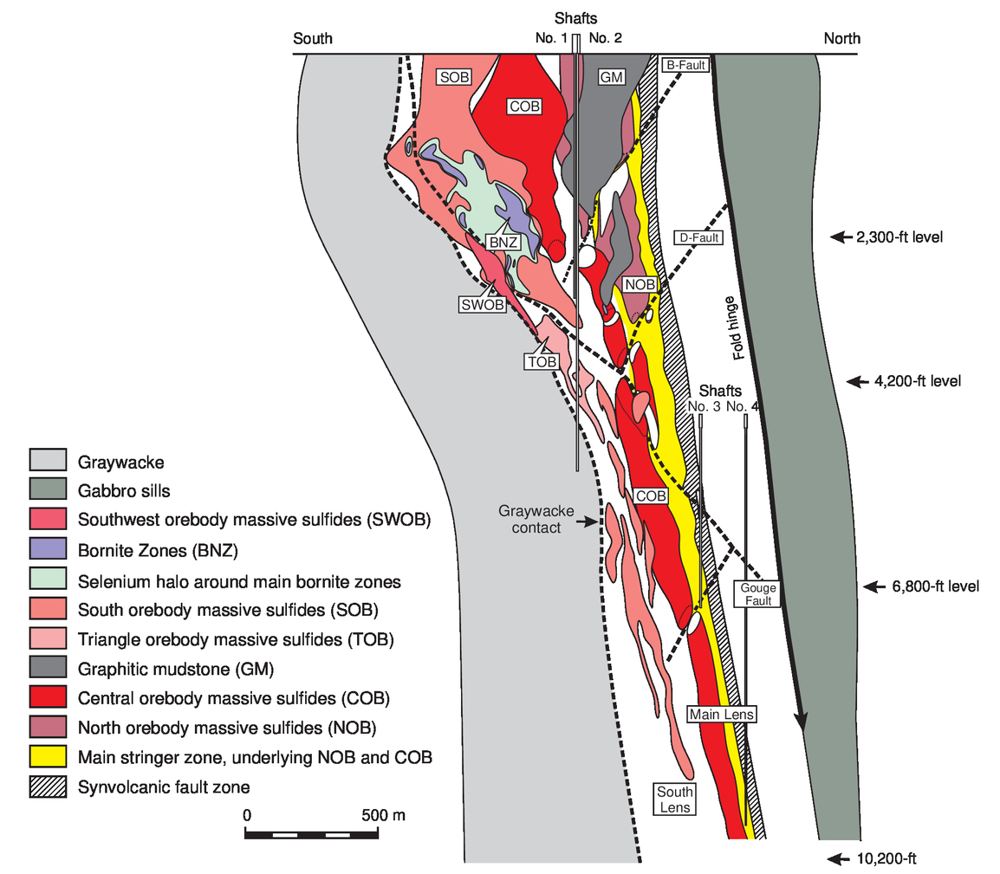 Shafts
South
No. 1
No. 2
North
B-Fault
SOB
GM
COB
D-Fault
2,300-ft level
BNZ
NOB
SWOB
Fold hinge
TOB
4,200-ft level
Shafts
No. 3
No. 4
Graywacke
Gabbro sills
COB
Southwest orebody massive sulfides (SWOB)
Graywacke
contact
Bornite Zones (BNZ)
Selenium halo around main bornite zones
6,800-ft level
Gouge
Fault
South orebody massive sulfides (SOB)
Triangle orebody massive sulfides (TOB)
Graphitic mudstone (GM)
Central orebody massive sulfides (COB)
Main Lens
North orebody massive sulfides (NOB)
Main stringer zone, underlying NOB and COB
Synvolcanic fault zone
South
Lens
0
500 m
10,200-ft